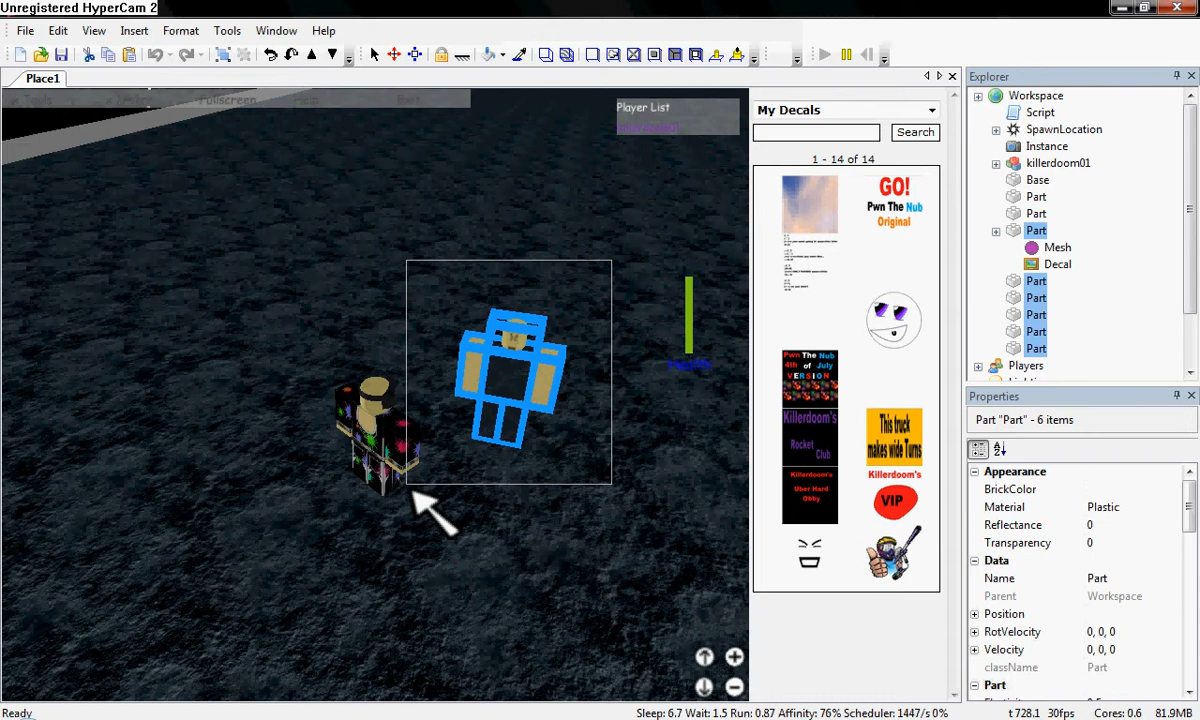 Unregistered HyperCam 2
File Edit View Insert Format Tools Window Help
Place1
Tools Fullscreen Help Exit
Player List
My Decals
Search
1 - 14 of 14
GO!
Pwn The Nub
Original
Pwn The Nub
4th
of July
VERSION
Killerdoom's
Rocket
Club
This truck
makes wide Turns
Killerdoom's
Uber Hard
Obby
Killerdoom's
VIP
Health
Explorer
Workspace
Script
SpawnLocation
Instance
killerdoom01
Base
Part
Part
Part
Mesh
Decal
Part
Part
Part
Part
Part
Players
Properties
Part "Part" - 6 items
Appearance
BrickColor
Material Plastic
Reflectance 0
Transparency 0
Data
Name Part
Parent Workspace
Position
RotVelocity 0, 0, 0
Velocity 0, 0, 0
className Part
Part
Ready
Sleep: 6.7 Wait: 1.5 Run: 0.87 Affinity: 76% Scheduler: 1447/s 0%
t 728.1 30fps Cores: 0.6 81.9MB